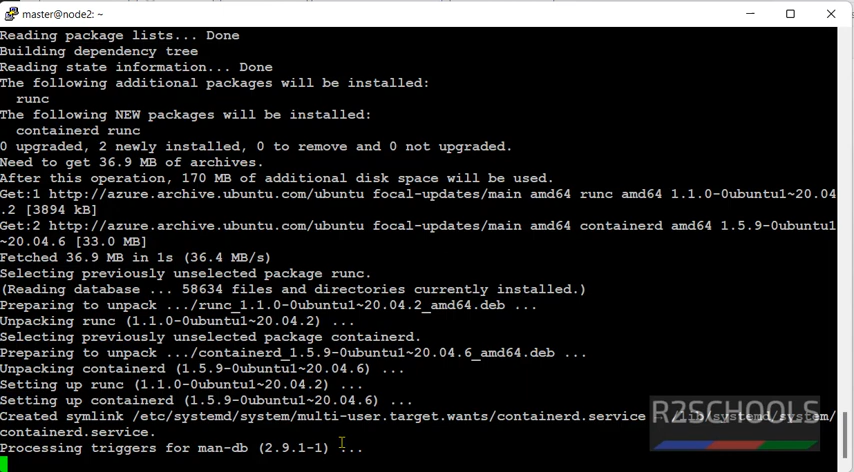 master@node2: ~
Reading package lists... Done
Building dependency tree
Reading state information... Done
The following additional packages will be installed:
  runc
The following NEW packages will be installed:
  containerd runc
0 upgraded, 2 newly installed, 0 to remove and 0 not upgraded.
Need to get 36.9 MB of archives.
After this operation, 170 MB of additional disk space will be used.
Get:1 http://azure.archive.ubuntu.com/ubuntu focal-updates/main amd64 runc amd64 1.1.0-0ubuntu1~20.04
.2 [3894 kB]
Get:2 http://azure.archive.ubuntu.com/ubuntu focal-updates/main amd64 containerd amd64 1.5.9-0ubuntu1
~20.04.6 [33.0 MB]
Fetched 36.9 MB in 1s (36.4 MB/s)
Selecting previously unselected package runc.
(Reading database ... 58634 files and directories currently installed.)
Preparing to unpack .../runc_1.1.0-0ubuntu1~20.04.2_amd64.deb ...
Unpacking runc (1.1.0-0ubuntu1~20.04.2) ...
Selecting previously unselected package containerd.
Preparing to unpack .../containerd_1.5.9-0ubuntu1~20.04.6_amd64.deb ...
Unpacking containerd (1.5.9-0ubuntu1~20.04.6) ...
Setting up runc (1.1.0-0ubuntu1~20.04.2) ...
Setting up containerd (1.5.9-0ubuntu1~20.04.6) ...
Created symlink /etc/systemd/system/multi-user.target.wants/containerd.service → /lib/systemd/system/
containerd.service.
Processing triggers for man-db (2.9.1-1) ...
R2SCHOOLS